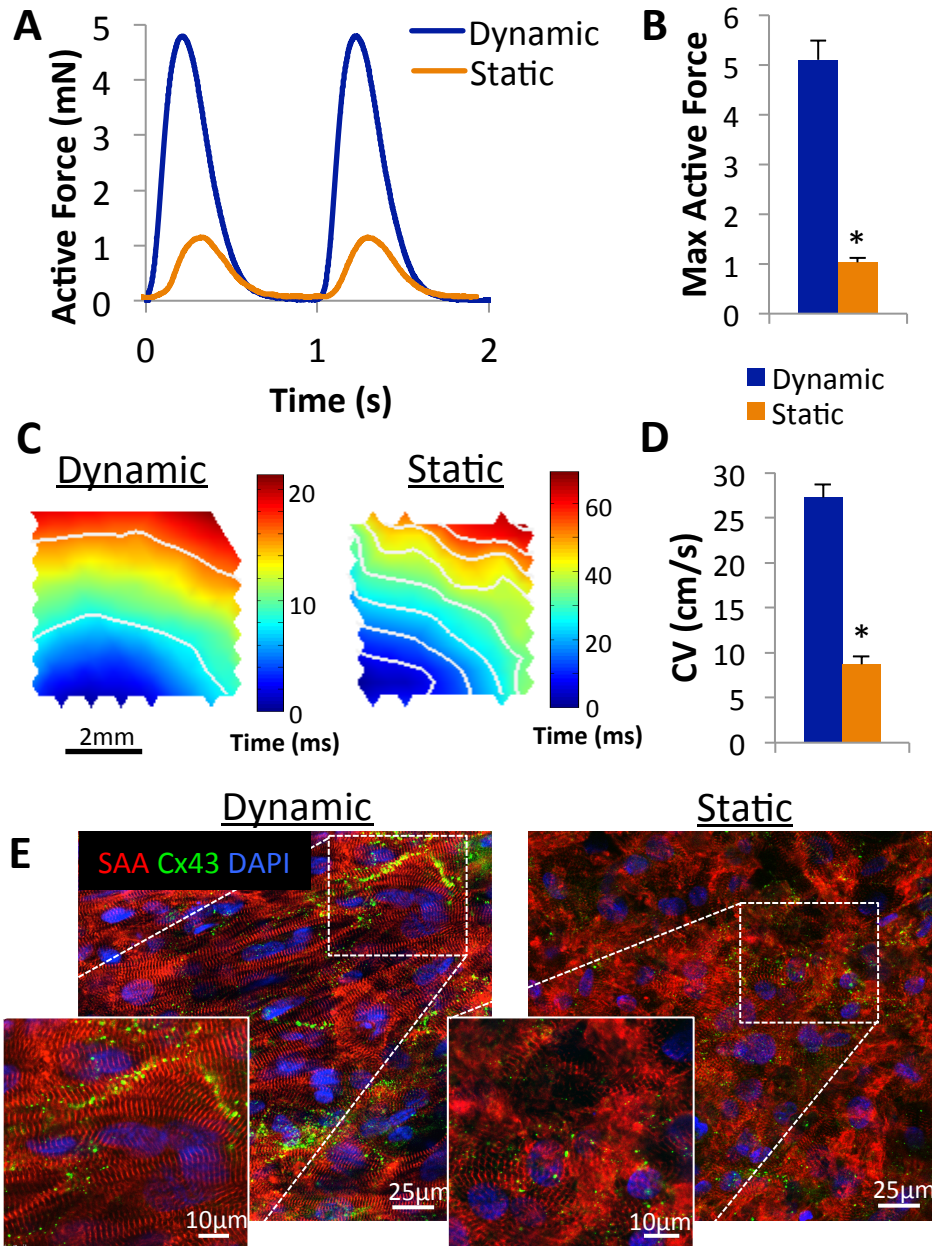 A
Active Force (mN)
5
4
3
2
1
0
0
1
2
Time (s)
Dynamic
Static
B
Max Active Force
6
5
4
3
2
1
0
*
Dynamic
Static
C
Dynamic
20
10
0
Time (ms)
2mm
Static
60
40
20
0
Time (ms)
D
CV (cm/s)
30
25
20
15
10
5
0
*
E
Dynamic
Static
SAA Cx43 DAPI
25µm
10µm
25µm
10µm